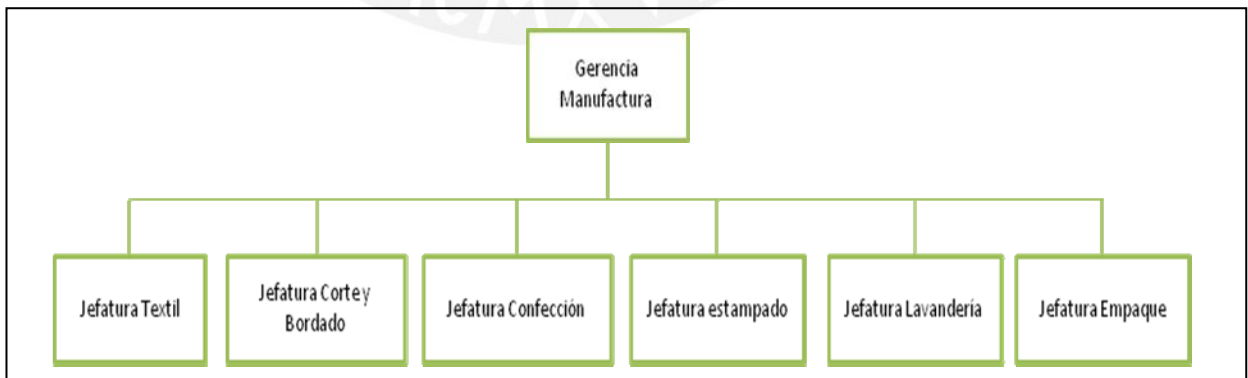 Gerencia
Manufactura
Jefatura Textil
Jefatura Corte y
Bordado
Jefatura Confección
Jefatura estampado
Jefatura Lavandería
Jefatura Empaque